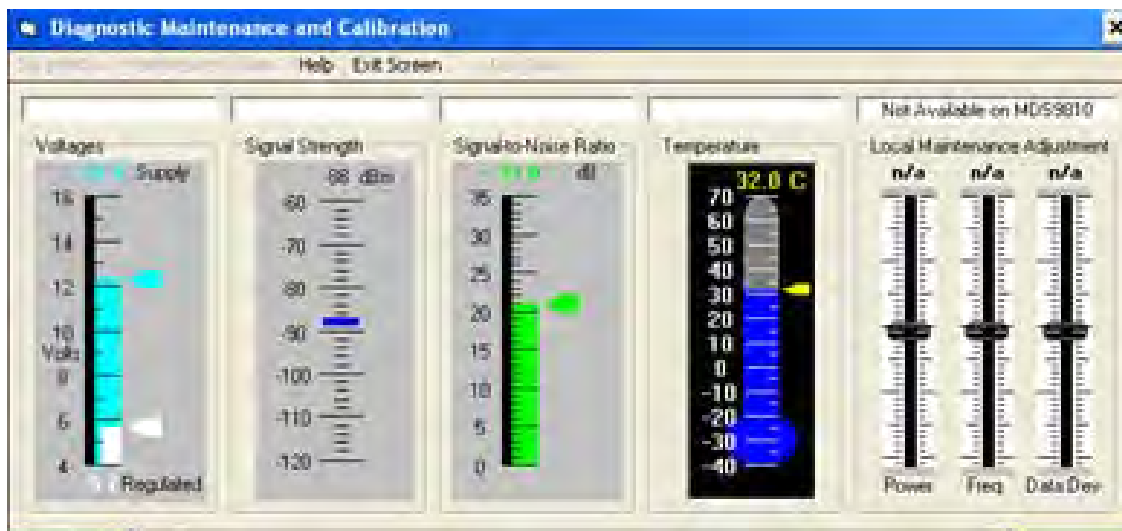 Diagnostic Maintenance and Calibration
Help Exit Screen
Not Available on MDS9810
Voltages
Supply
16
14
12
10
Volts
8
6
4
Regulated
Signal Strength
88 dBm
-60
-70
-80
-90
-100
-110
-120
Signal-to-Noise Ratio
dB
35
30
25
20
15
10
5
0
Temperature
32.0 C
70
60
50
40
30
20
10
0
-10
-20
-30
-40
Local Maintenance Adjustment
n/a n/a n/a
Power Freq Data Dev